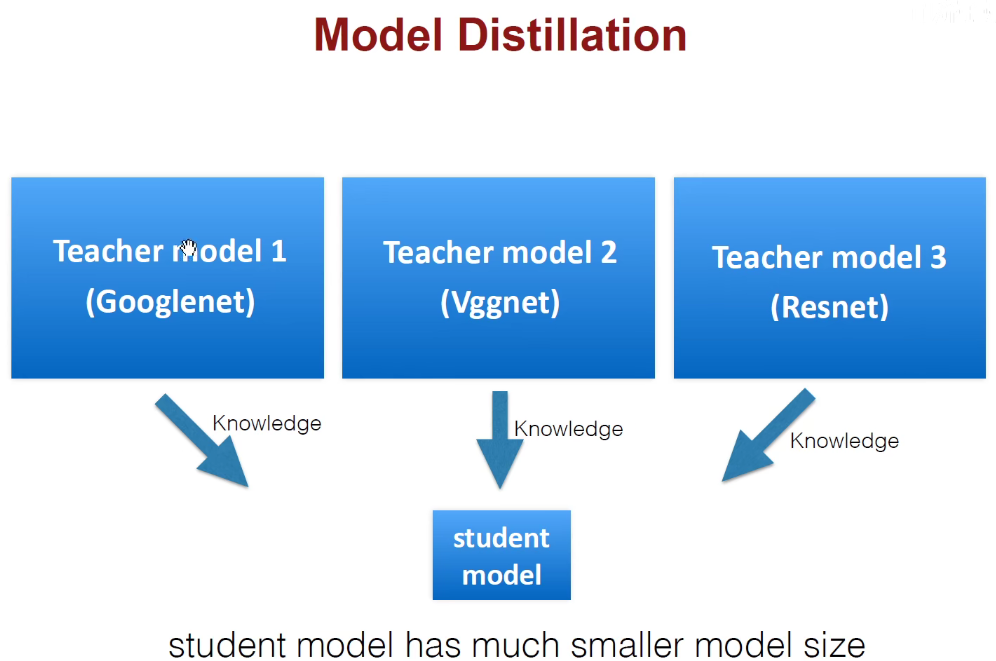 Model Distillation
Teacher model 1
(Googlenet)
Teacher model 2
(Vggnet)
Teacher model 3
(Resnet)
Knowledge
Knowledge
Knowledge
student
model
student model has much smaller model size